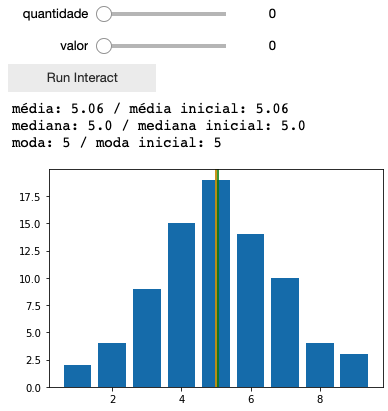 quantidade 0
valor 0
Run Interact
média: 5.06 / média inicial: 5.06
mediana: 5.0 / mediana inicial: 5.0
moda: 5 / moda inicial: 5
17.5
15.0
12.5
10.0
7.5
5.0
2.5
0.0
2 4 6 8